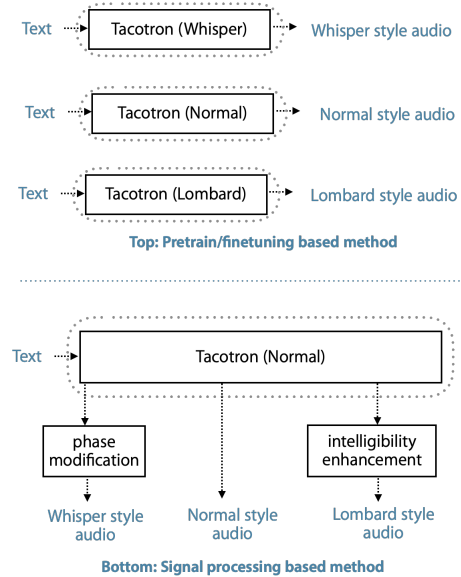 Text Tacotron (Whisper) Whisper style audio
Text Tacotron (Normal) Normal style audio
Text Tacotron (Lombard) Lombard style audio
Top: Pretrain/finetuning based method
Text Tacotron (Normal)
phase
modification
intelligibility
enhancement
Whisper style
audio
Normal style
audio
Lombard style
audio
Bottom: Signal processing based method